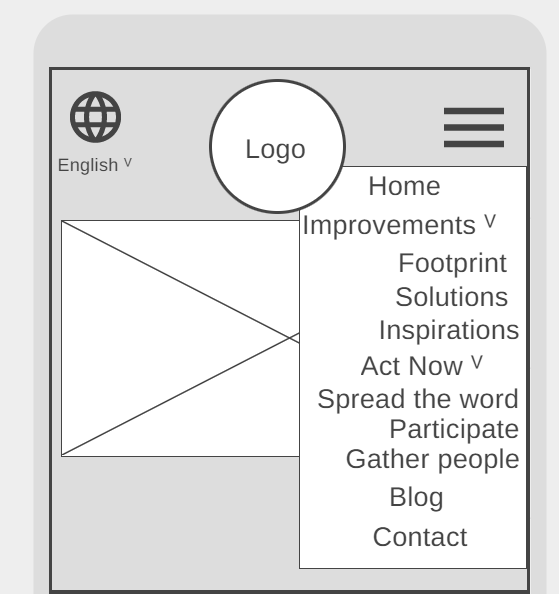 English V
Logo
Home
Improvements V
Footprint
Solutions
Inspirations
Act Now V
Spread the word
Participate
Gather people
Blog
Contact